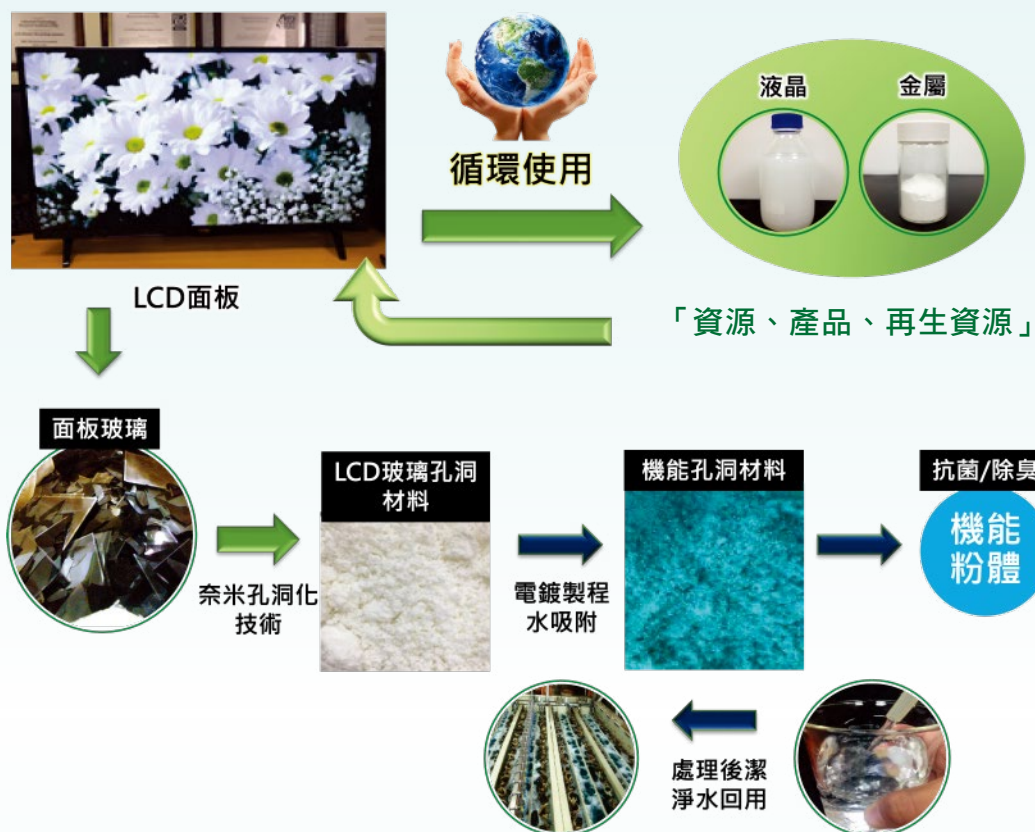 液晶
金屬
循環使用
LCD面板
「資源、產品、再生資源」
面板玻璃
LCD玻璃孔洞
材料
機能孔洞材料
抗菌/除臭
機能
粉體
奈米孔洞化
技術
電鍍製程
水吸附
處理後潔
淨水回用